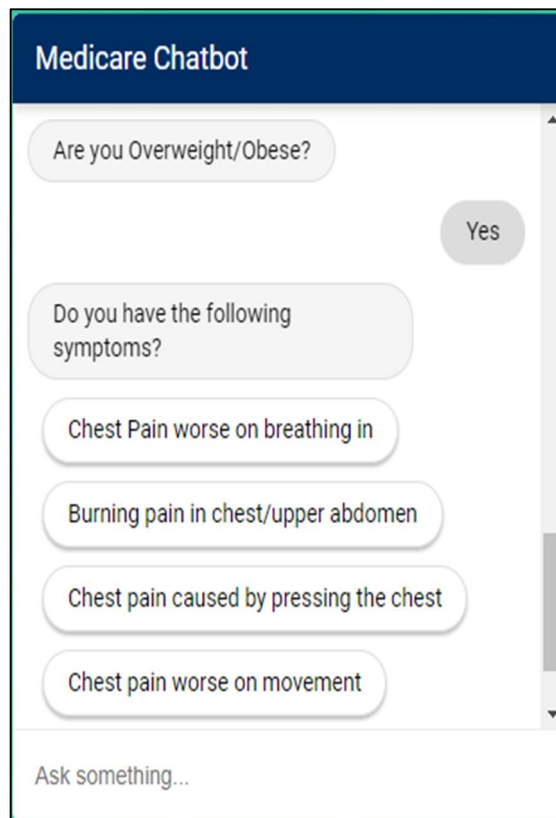 Medicare Chatbot
Are you Overweight/Obese?
Yes
Do you have the following
symptoms?
Chest Pain worse on breathing in
Burning pain in chest/upper abdomen
Chest pain caused by pressing the chest
Chest pain worse on movement
Ask something...